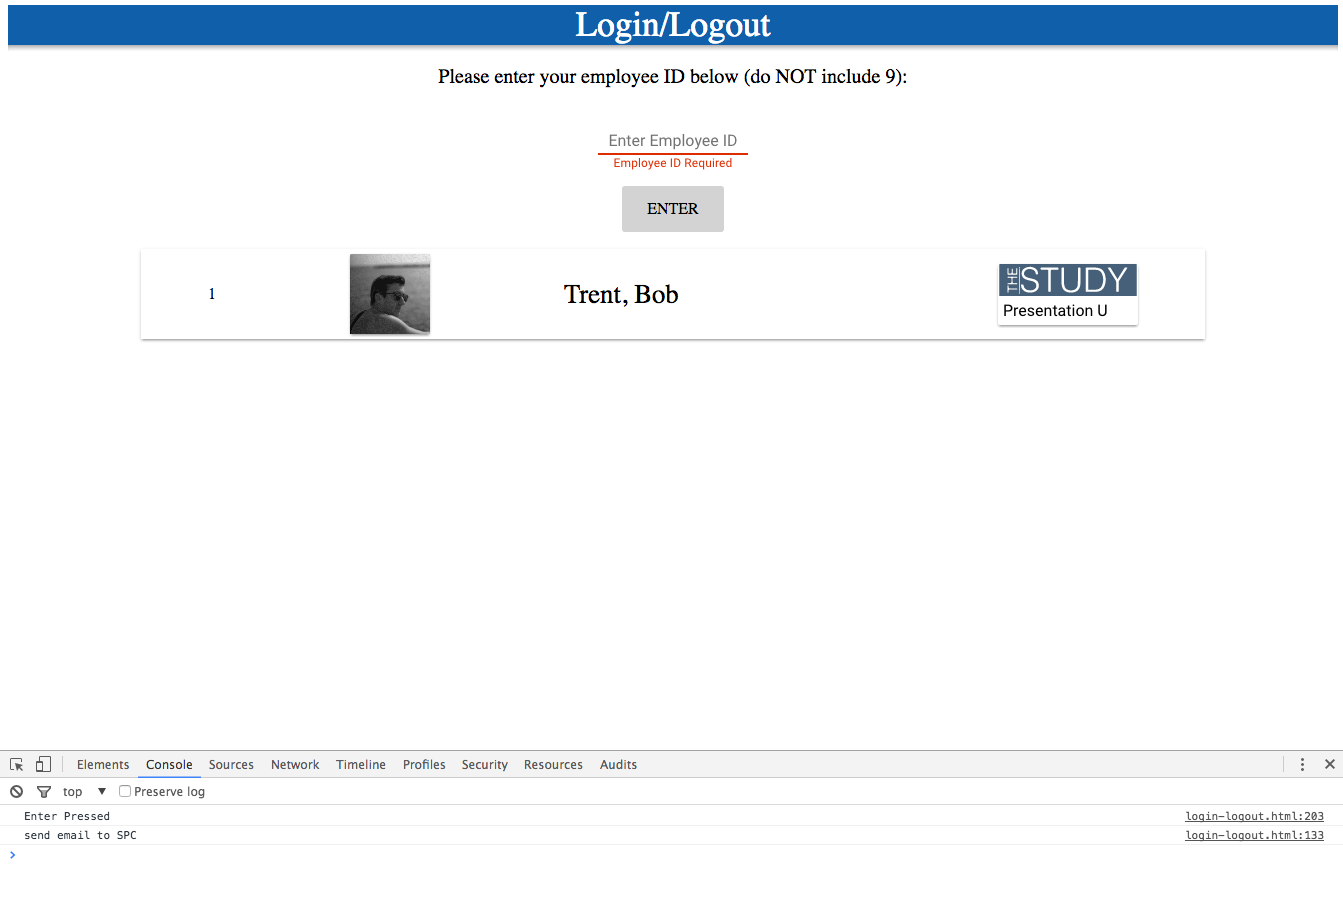 Login/Logout
Please enter your employee ID below (do NOT include 9):
Enter Employee ID
Employee ID Required
ENTER
1
Trent, Bob
THE STUDY
Presentation U
Elements Console Sources Network Timeline Profiles Security Resources Audits
top Preserve log
Enter Pressed login-logout.html:203
send email to SPC login-logout.html:133